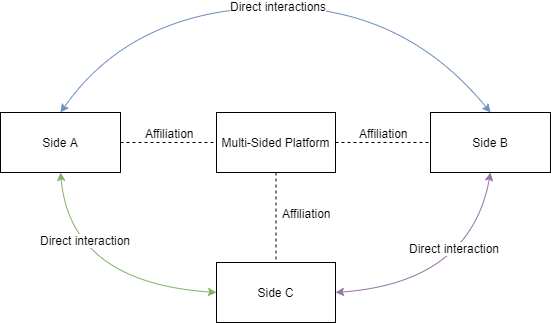 Direct interactions
Side A
Affiliation
Multi-Sided Platform
Affiliation
Side B
Affiliation
Direct interaction
Direct interaction
Side C